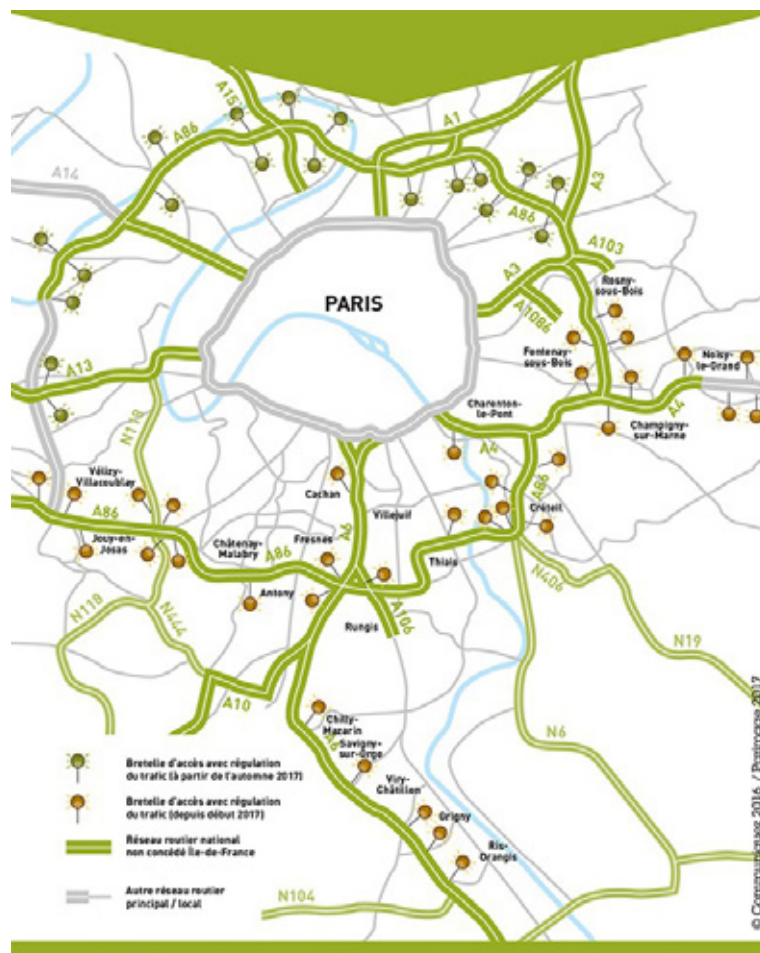 A15
A1
A86
A14
A3
A86
A103
A3
Rosny-
sous-Bois
PARIS
A1086
Fontenay-
sous-Bois
Noisy-
le-Grand
A13
Charenton-
le-Pont
A4
N118
Champigny-
sur-Marne
A4
Vélizy-
Villacoublay
Cachan
A86
Créteil
A86
Villejuif
Jouy-en-
Josas
Châtenay-
Malabry
Fresnes
A6
A86
Thiais
N406
Antony
N118
N444
A106
Rungis
N19
A10
Chilly-
Mazarin
A6
Savigny-
sur-Orge
N6
Bretelle d'accès avec régulation
du trafic (à partir de l'automne 2017)
Viry-
Châtillon
Bretelle d'accès avec régulation
du trafic (depuis début 2017)
Grigny
Réseau routier national
non concédé Île-de-France
Ris-
Orangis
Autre réseau routier
principal / local
N104
2016 / Parimage 2017